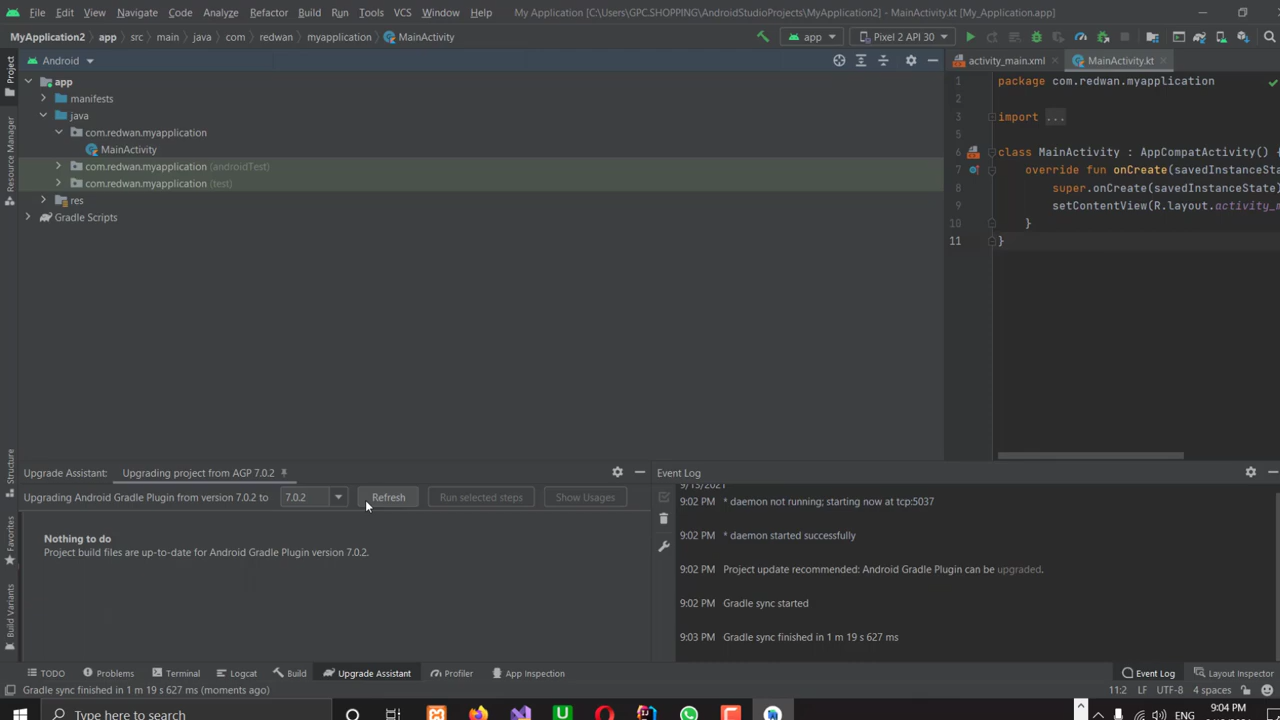 File Edit View Navigate Code Analyze Refactor Build Run Tools VCS Window Help My Application [C:\Users\GPC.SHOPPING\AndroidStudioProjects\MyApplication2] - MainActivity.kt [My_Application.app]
MyApplication2 app src main java com redwan myapplication MainActivity app Pixel 2 API 30
Project
Android
activity_main.xml MainActivity.kt
app
manifests
java
com.redwan.myapplication
MainActivity
com.redwan.myapplication (androidTest)
com.redwan.myapplication (test)
res
Gradle Scripts
Resource Manager
1 package com.redwan.myapplication
2
3 import ...
5
6 class MainActivity : AppCompatActivity() {
7 override fun onCreate(savedInstanceSta
8 super.onCreate(savedInstanceState)
9 setContentView(R.layout.activity_m
10 }
11 }
Structure
Favorites
Build Variants
Upgrade Assistant: Upgrading project from AGP 7.0.2
Upgrading Android Gradle Plugin from version 7.0.2 to 7.0.2 Refresh Run selected steps Show Usages
Nothing to do
Project build files are up-to-date for Android Gradle Plugin version 7.0.2.
Event Log
9:02 PM * daemon not running; starting now at tcp:5037
9:02 PM * daemon started successfully
9:02 PM Project update recommended: Android Gradle Plugin can be upgraded.
9:02 PM Gradle sync started
9:03 PM Gradle sync finished in 1 m 19 s 627 ms
TODO Problems Terminal Logcat Build Upgrade Assistant Profiler App Inspection Event Log Layout Inspector
Gradle sync finished in 1 m 19 s 627 ms (moments ago) 11:2 LF UTF-8 4 spaces
Type here to search ENG 9:04 PM